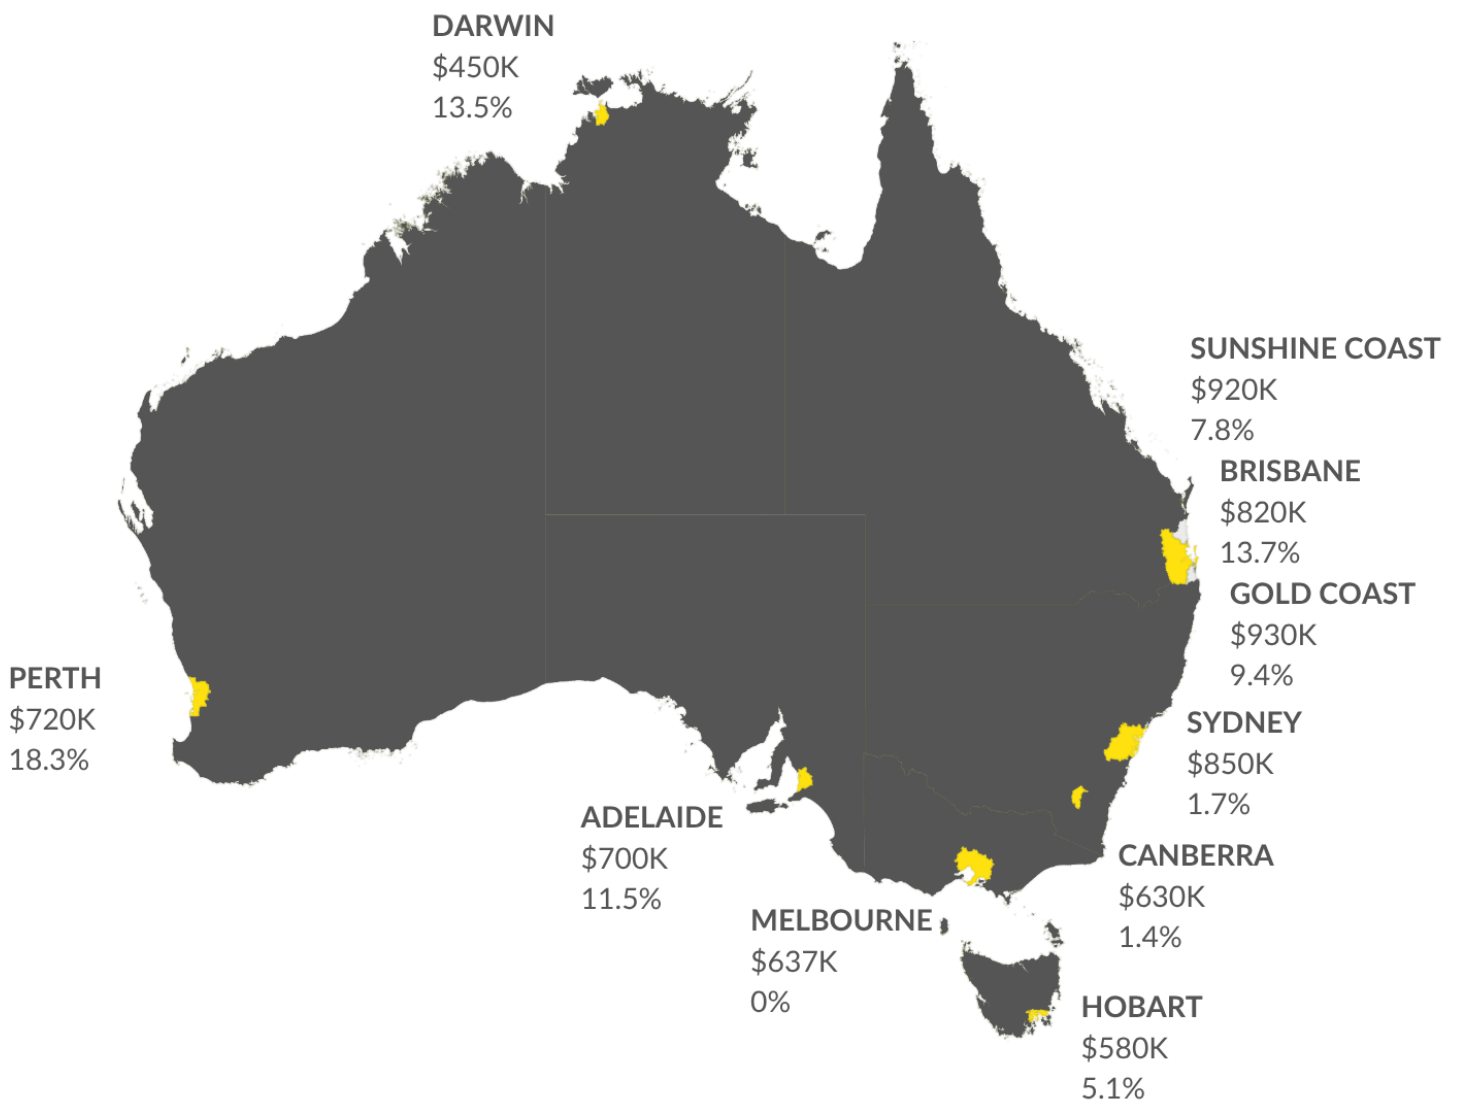 DARWIN
$450K
13.5%
SUNSHINE COAST
$920K
7.8%
BRISBANE
$820K
13.7%
GOLD COAST
$930K
9.4%
PERTH
$720K
18.3%
SYDNEY
$850K
1.7%
ADELAIDE
$700K
11.5%
CANBERRA
$630K
1.4%
MELBOURNE
$637K
0%
HOBART
$580K
5.1%